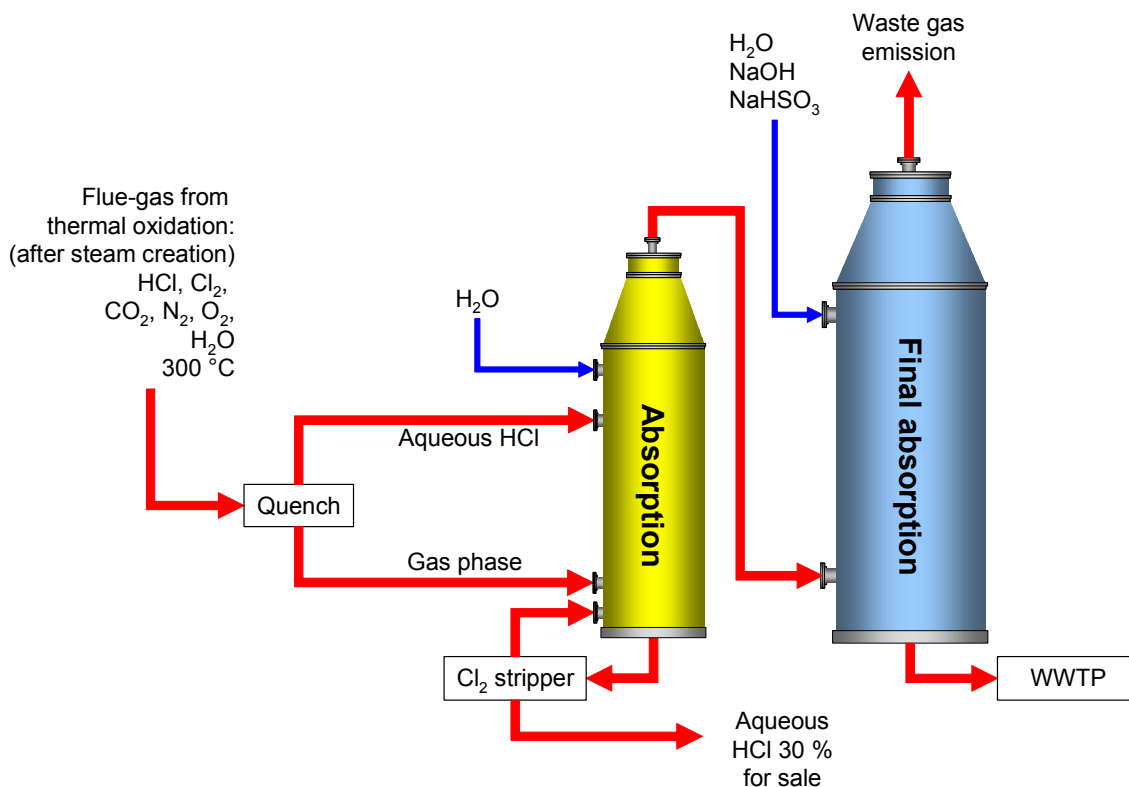 Waste gas
emission
H₂O
NaOH
NaHSO₃
Flue-gas from
thermal oxidation:
(after steam creation)
HCl, Cl₂,
CO₂, N₂, O₂,
H₂O
300 °C
H₂O
Aqueous HCl
Quench
Gas phase
Absorption
Final absorption
Cl₂ stripper
WWTP
Aqueous
HCl 30 %
for sale